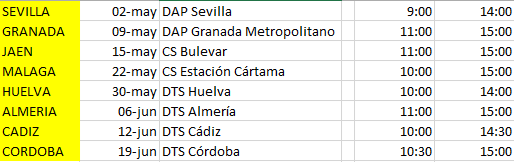 SEVILLA 02-may DAP Sevilla 9:00 14:00
GRANADA 09-may DAP Granada Metropolitano 11:00 15:00
JAEN 15-may CS Bulevar 11:00 15:00
MALAGA 22-may CS Estación Cártama 10:00 15:00
HUELVA 30-may DTS Huelva 10:00 14:00
ALMERIA 06-jun DTS Almería 11:00 15:00
CADIZ 12-jun DTS Cádiz 10:00 14:30
CORDOBA 19-jun DTS Córdoba 10:30 15:00